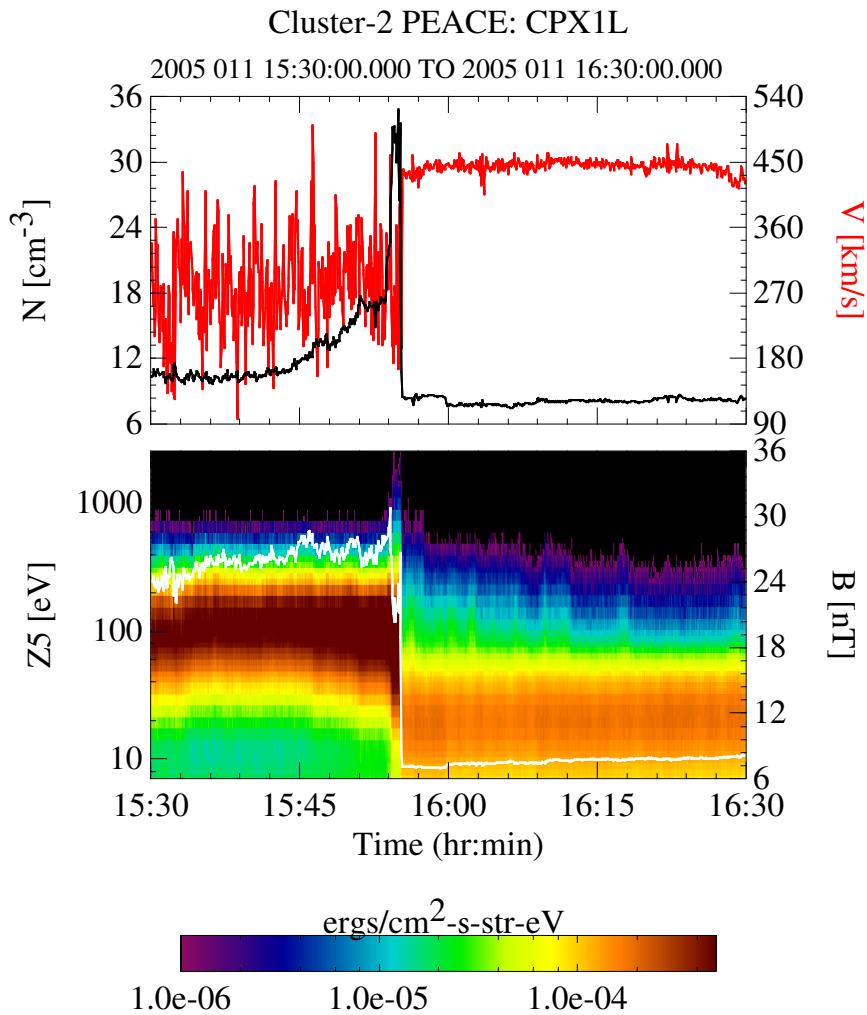 Cluster-2 PEACE: CPX1L
2005 011 15:30:00.000 TO 2005 011 16:30:00.000
36
30
24
18
12
6
N [cm-3]
540
450
360
270
180
90
V [km/s]
1000
100
10
Z5 [eV]
36
30
24
18
12
6
B [nT]
15:30 15:45 16:00 16:15 16:30
Time (hr:min)
ergs/cm2-s-str-eV
1.0e-06 1.0e-05 1.0e-04